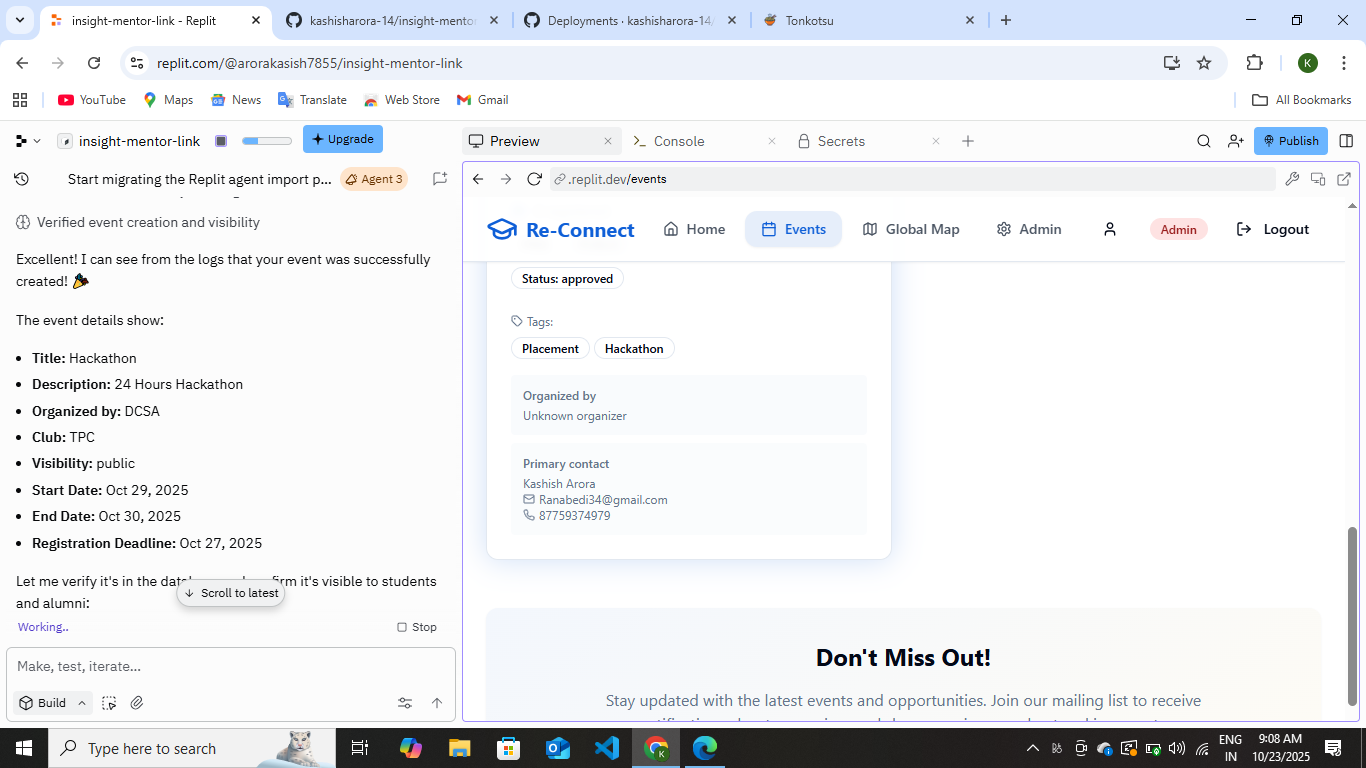 insight-mentor-link - Replit
kashisharora-14/insight-mento
Deployments · kashisharora-14/
Tonkotsu
replit.com/@arorakasish7855/insight-mentor-link
K
YouTube
Maps
News
Translate
Web Store
Gmail
All Bookmarks
insight-mentor-link
Upgrade
Preview
Console
Secrets
Publish
Start migrating the Replit agent import p...
Agent 3
.replit.dev/events
Verified event creation and visibility
Excellent! I can see from the logs that your event was successfully
created! 🎉
The event details show:
• Title: Hackathon
• Description: 24 Hours Hackathon
• Organized by: DCSA
• Club: TPC
• Visibility: public
• Start Date: Oct 29, 2025
• End Date: Oct 30, 2025
• Registration Deadline: Oct 27, 2025
Let me verify it's in the
it's visible to students
and alumni:
Scroll to latest
Working..
Stop
Make, test, iterate...
Build
Re-Connect
Home
Events
Global Map
Admin
Admin
Logout
Status: approved
Tags:
Placement
Hackathon
Organized by
Unknown organizer
Primary contact
Kashish Arora
Ranabedi34@gmail.com
87759374979
Don't Miss Out!
Stay updated with the latest events and opportunities. Join our mailing list to receive
Type here to search
ENG
IN
9:08 AM
10/23/2025